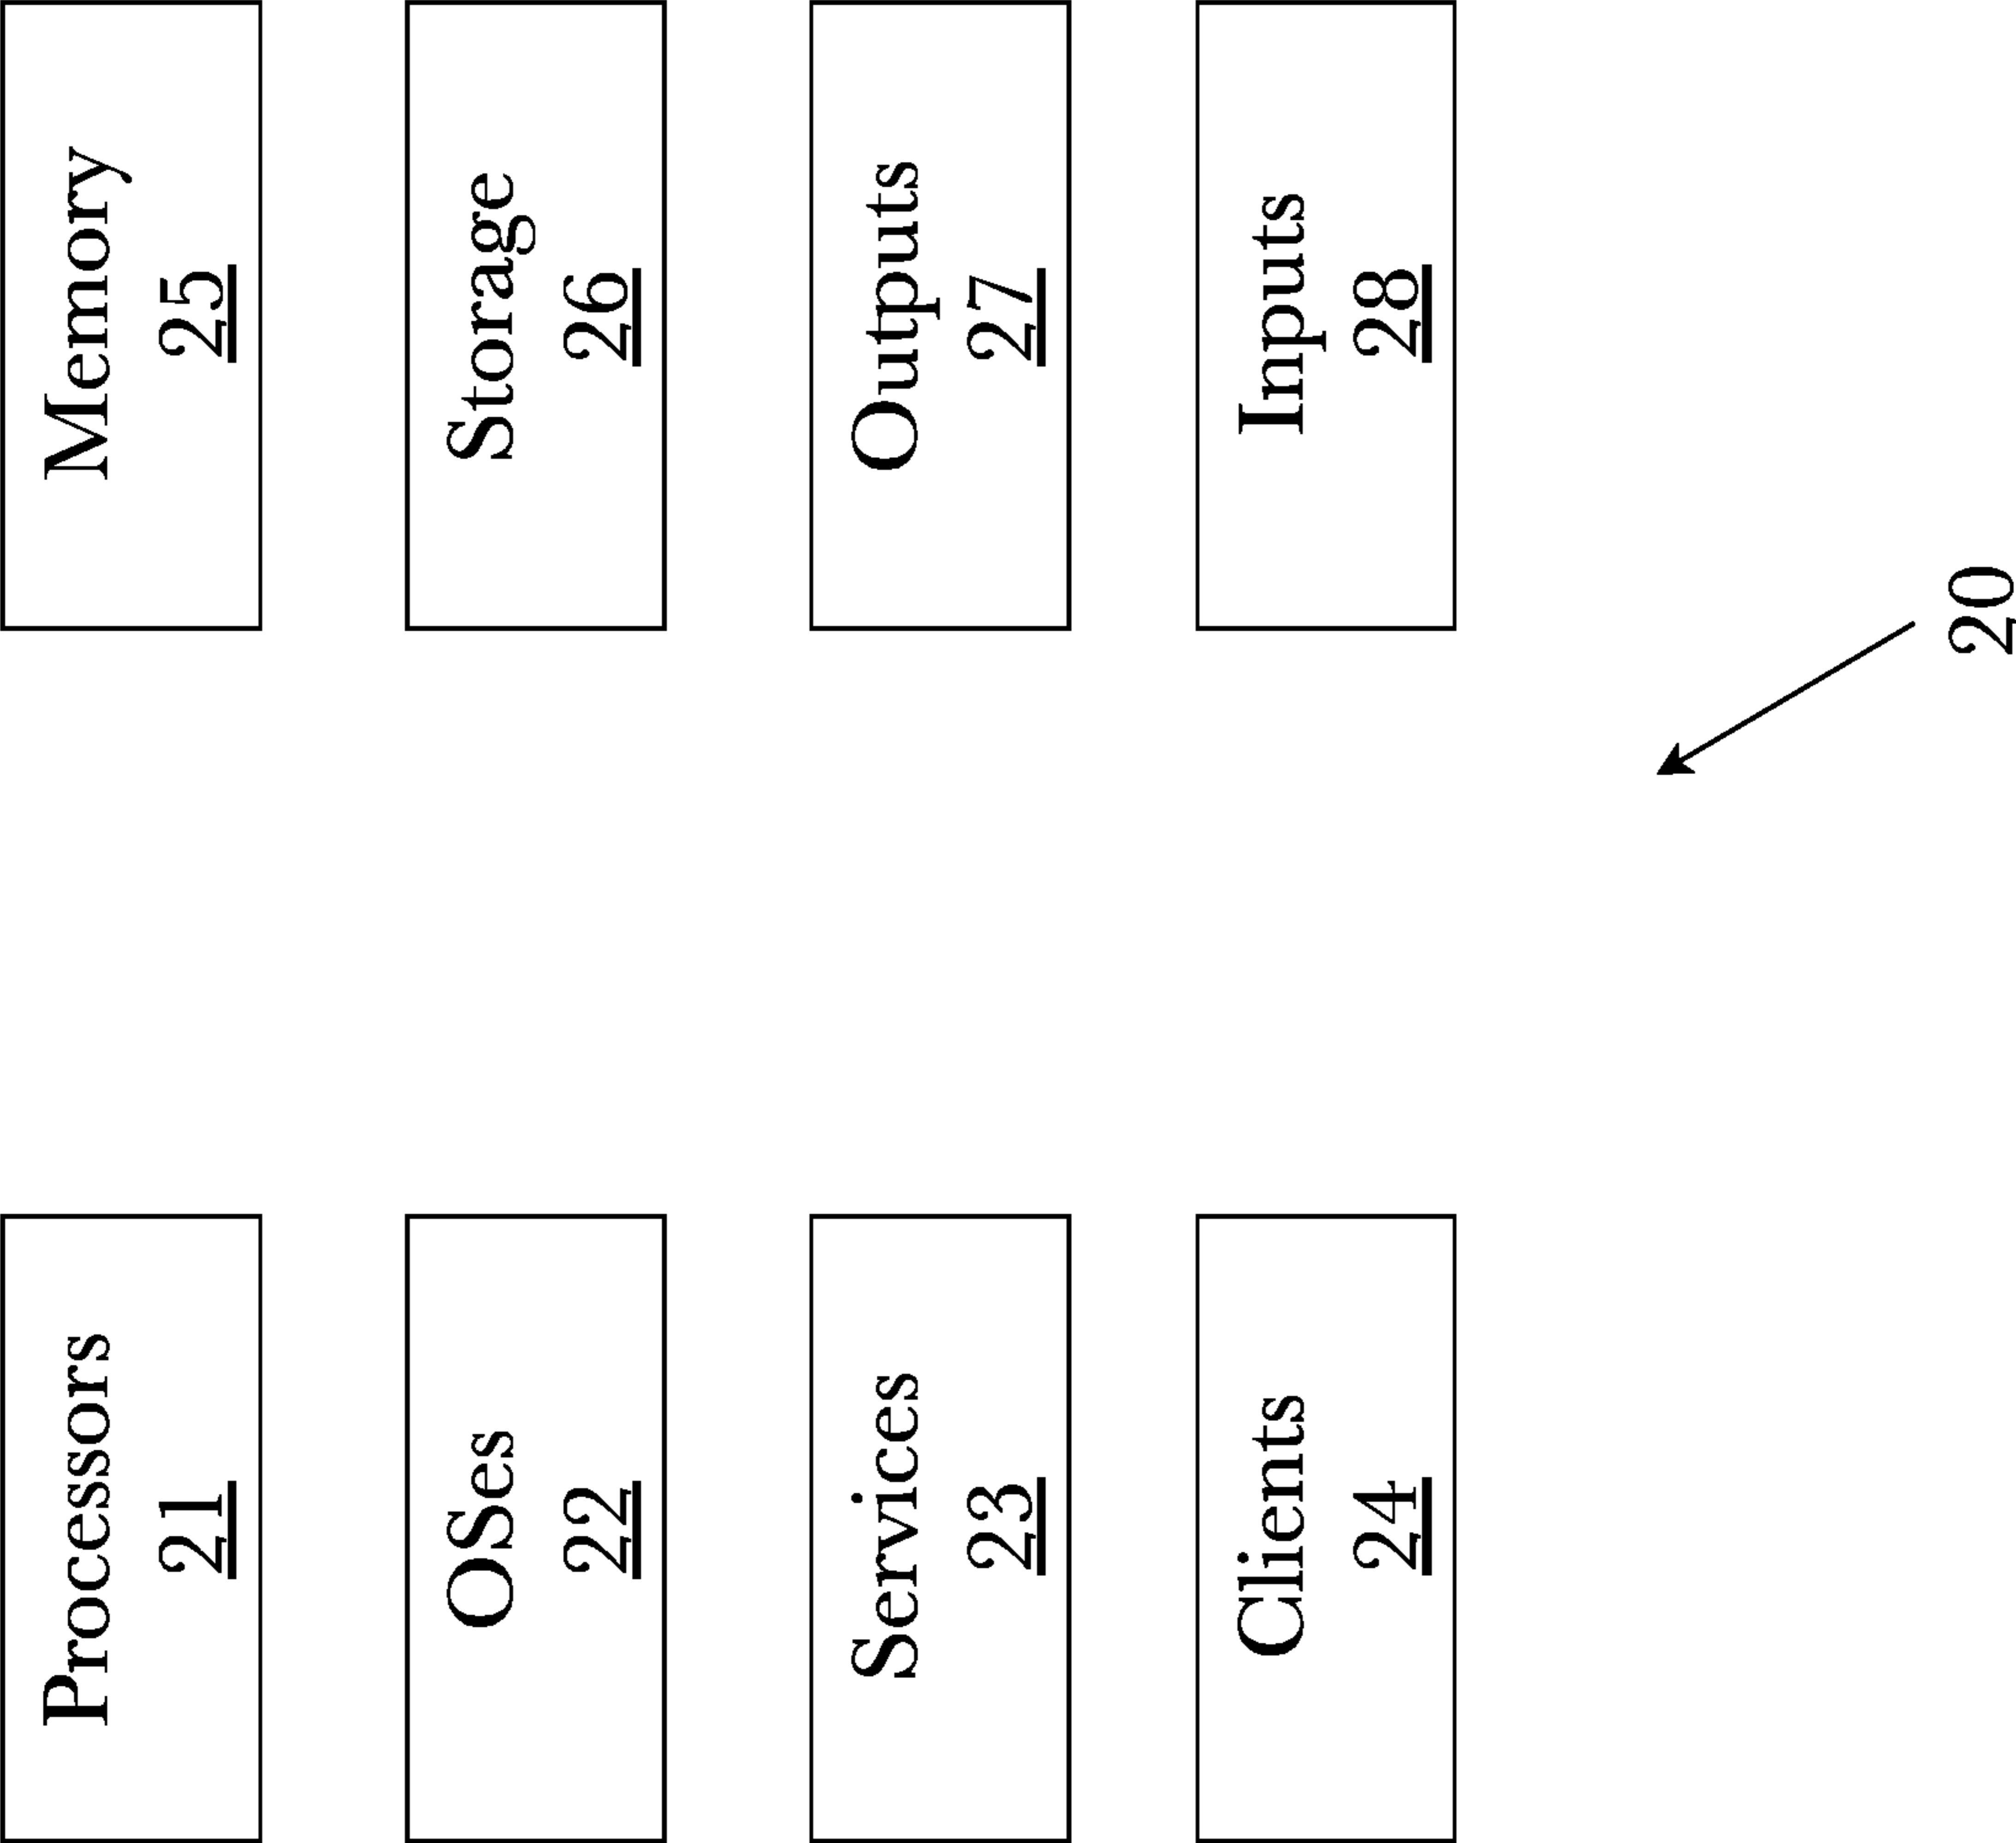 Processors
21
OSes
22
Services
23
Clients
24
Memory
25
Storage
26
Outputs
27
Inputs
28
20